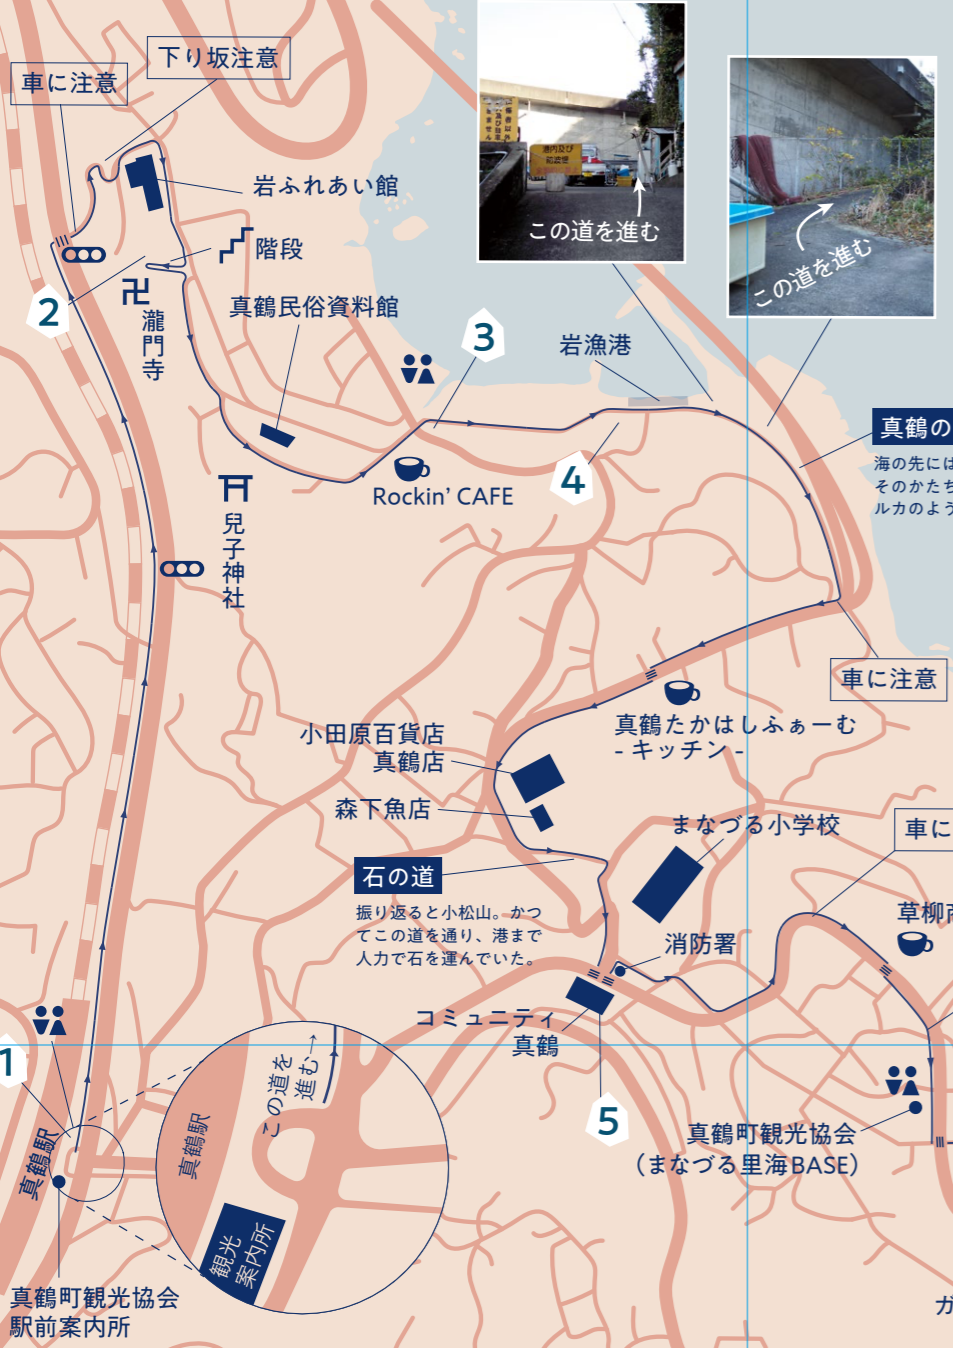 下り坂注意
車に注意
岩ふれあい館
階段
2
瀧門寺
真鶴民俗資料館
3
岩漁港
この道を進む
港内及び
この道を進む
真鶴の
海の先には
そのかたち
ルカのよう
4
Rockin' CAFE
兒子神社
車に注意
真鶴たかはしふぁーむ
- キッチン -
小田原百貨店
真鶴店
森下魚店
まなづる小学校
車に
石の道
振り返ると小松山。かつ
てこの道を通り、港まで
人力で石を運んでいた。
草柳商
消防署
コミュニティ
真鶴
1
この道を
進む→
真鶴駅
真鶴駅
観光
案内所
5
真鶴町観光協会
（まなづる里海BASE）
真鶴町観光協会
駅前案内所
ガ